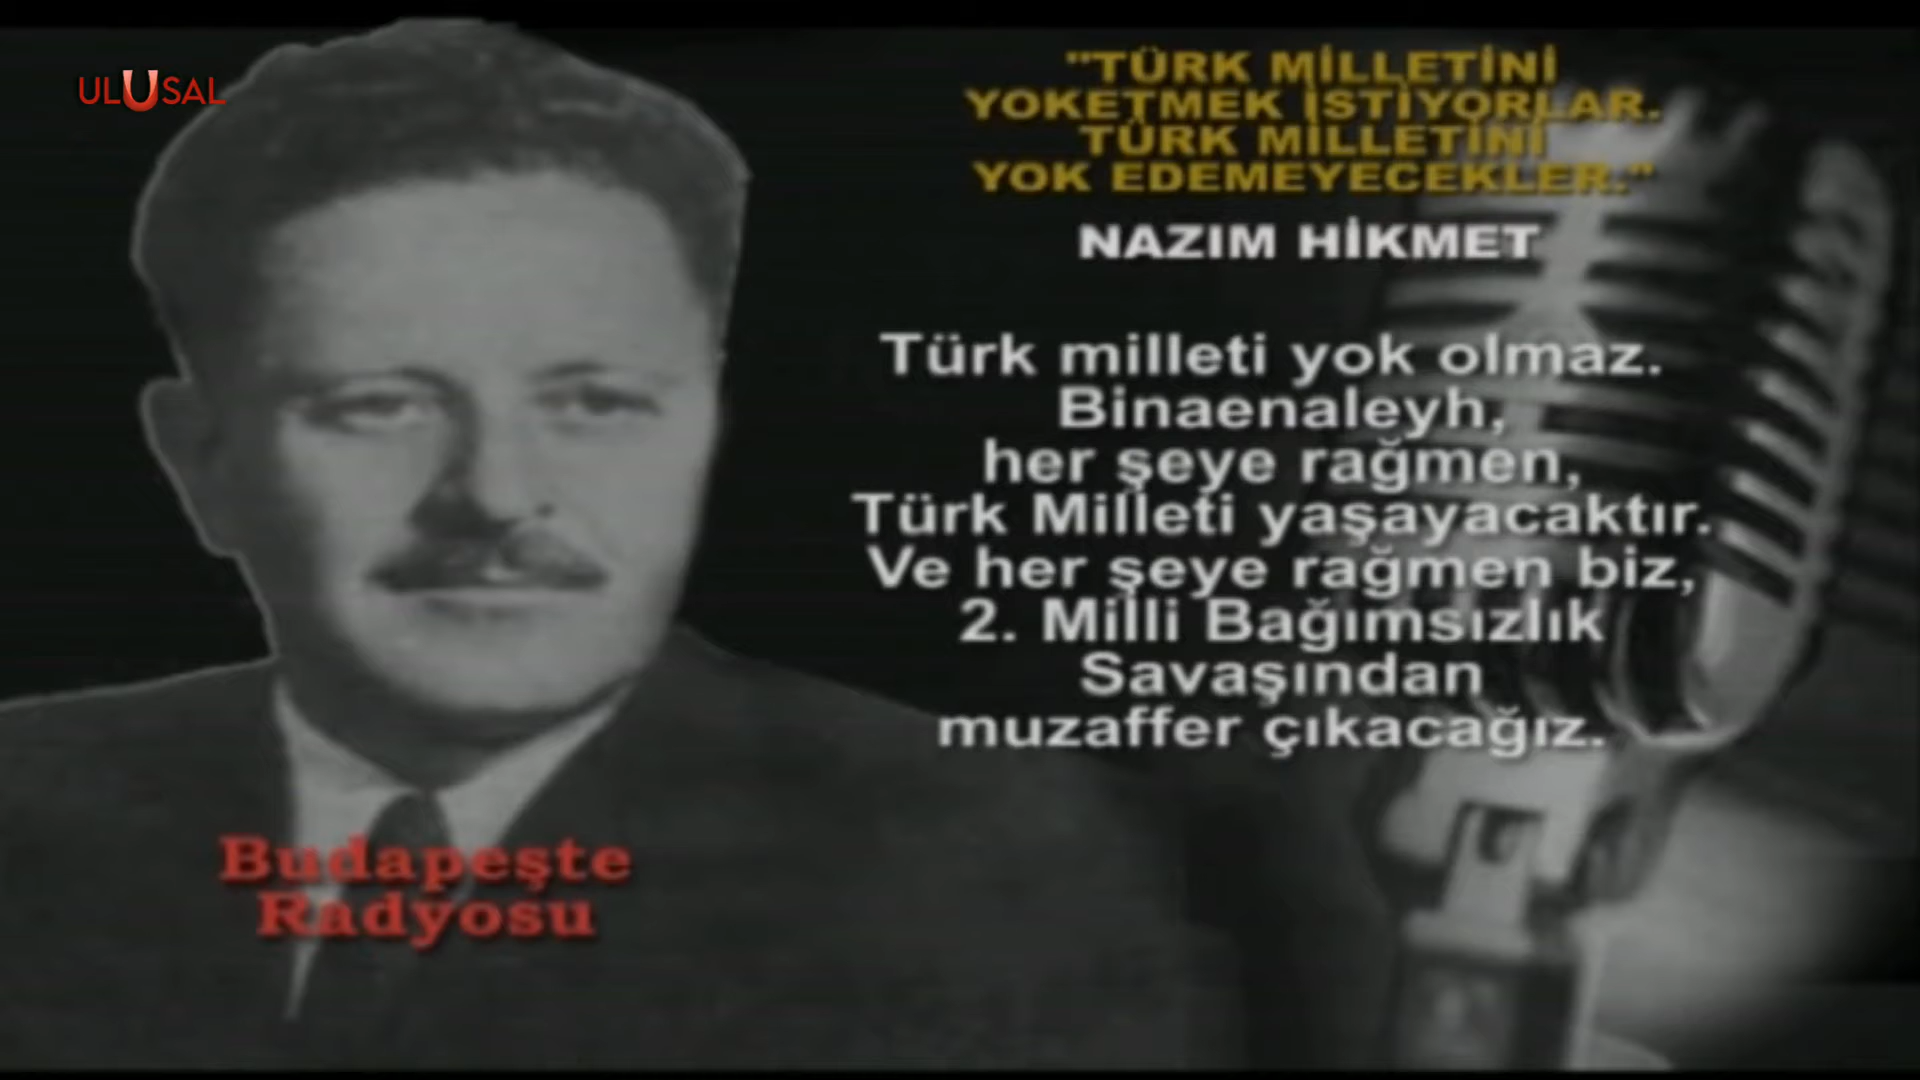 ULUSAL
"TÜRK MİLLETİNİ
YOKETMEK İSTİYORLAR.
TÜRK MİLLETİNİ
YOK EDEMEYECEKLER."
NAZIM HİKMET
Türk milleti yok olmaz.
Binaenaleyh,
her şeye rağmen,
Türk Milleti yaşayacaktır.
Ve her şeye rağmen biz,
2. Milli Bağımsızlık
Savaşından
muzaffer çıkacağız.
Budapeşte
Radyosu